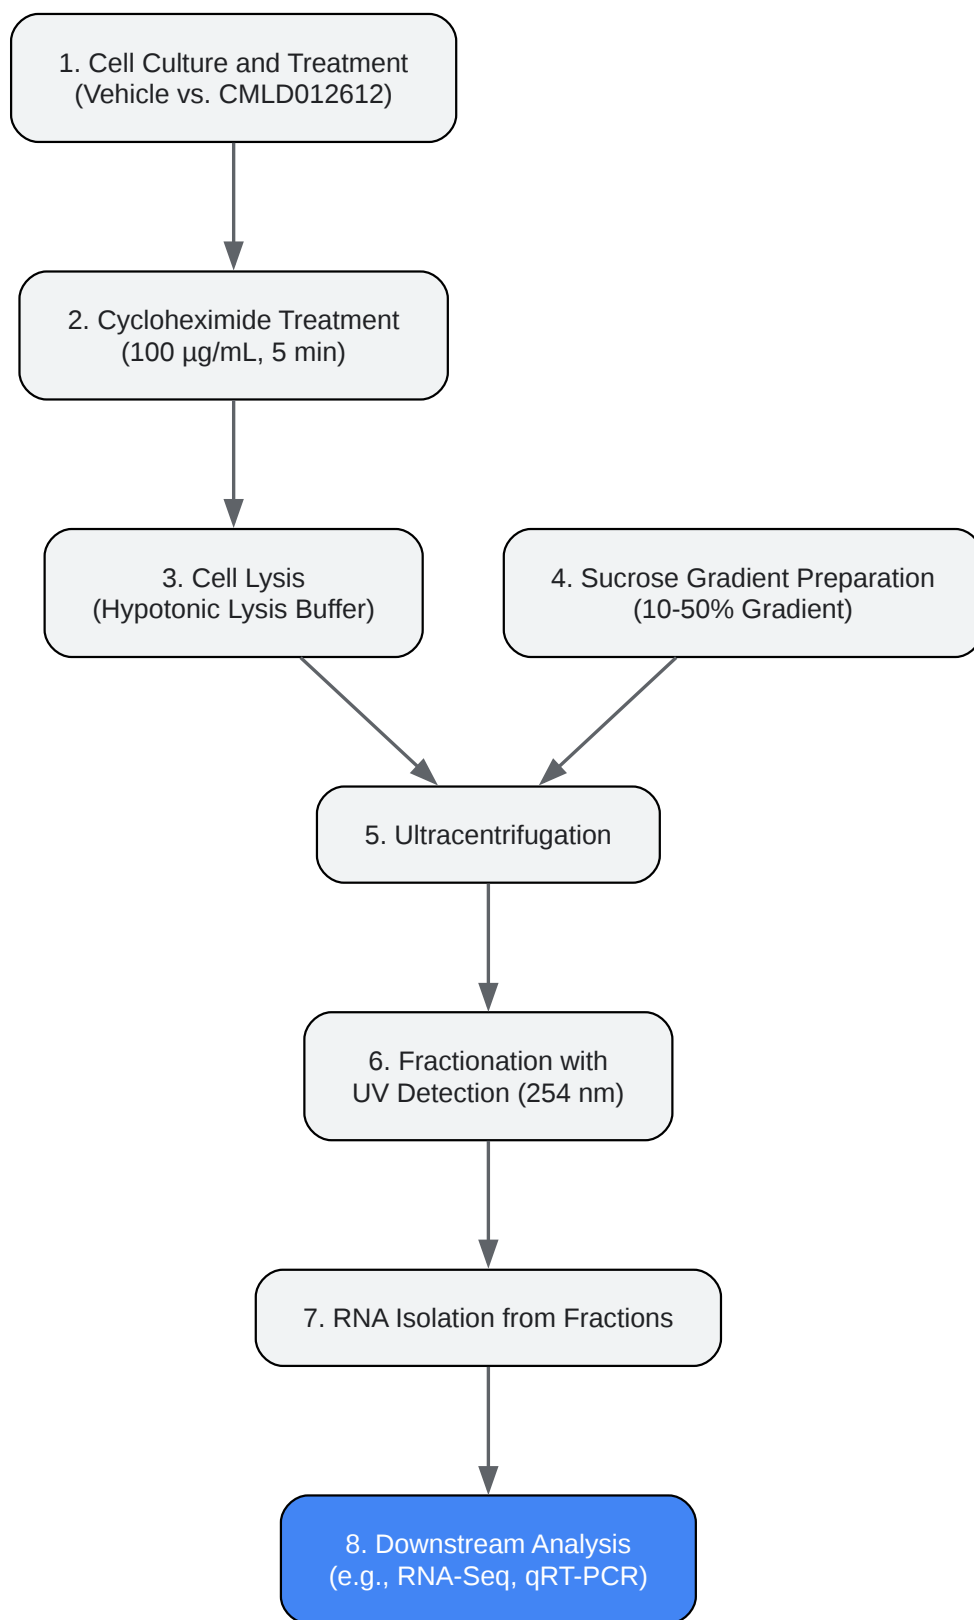 1. Cell Culture and Treatment
(Vehicle vs. CMLD012612)
2. Cycloheximide Treatment
(100 µg/mL, 5 min)
3. Cell Lysis
(Hypotonic Lysis Buffer)
4. Sucrose Gradient Preparation
(10-50% Gradient)
5. Ultracentrifugation
6. Fractionation with
UV Detection (254 nm)
7. RNA Isolation from Fractions
8. Downstream Analysis
(e.g., RNA-Seq, qRT-PCR)